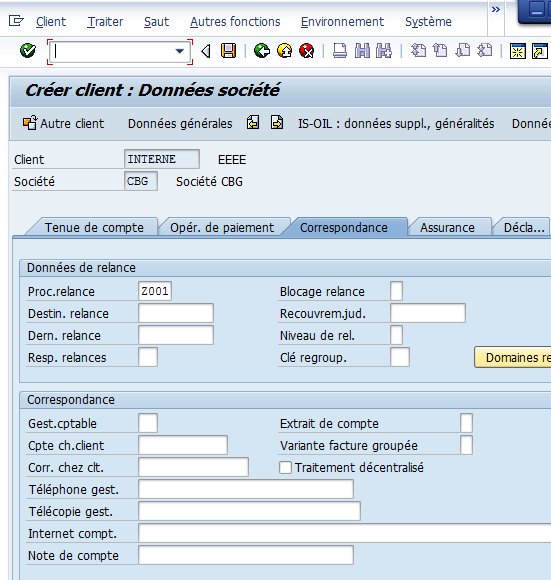 Client Traiter Saut Autres fonctions Environnement Système »
Créer client : Données société
Autre client Données générales IS-OIL : données suppl., généralités Donné
Client INTERNE EEEE
Société CBG Société CBG
Tenue de compte Opér. de paiement Correspondance Assurance Décla...
Données de relance
Proc.relance Z001 Blocage relance
Destin. relance Recouvrem.jud.
Dern. relance Niveau de rel.
Resp. relances Clé regroup. Domaines re
Correspondance
Gest.cptable Extrait de compte
Cpte ch.client Variante facture groupée
Corr. chez clt. Traitement décentralisé
Téléphone gest.
Télécopie gest.
Internet compt.
Note de compte